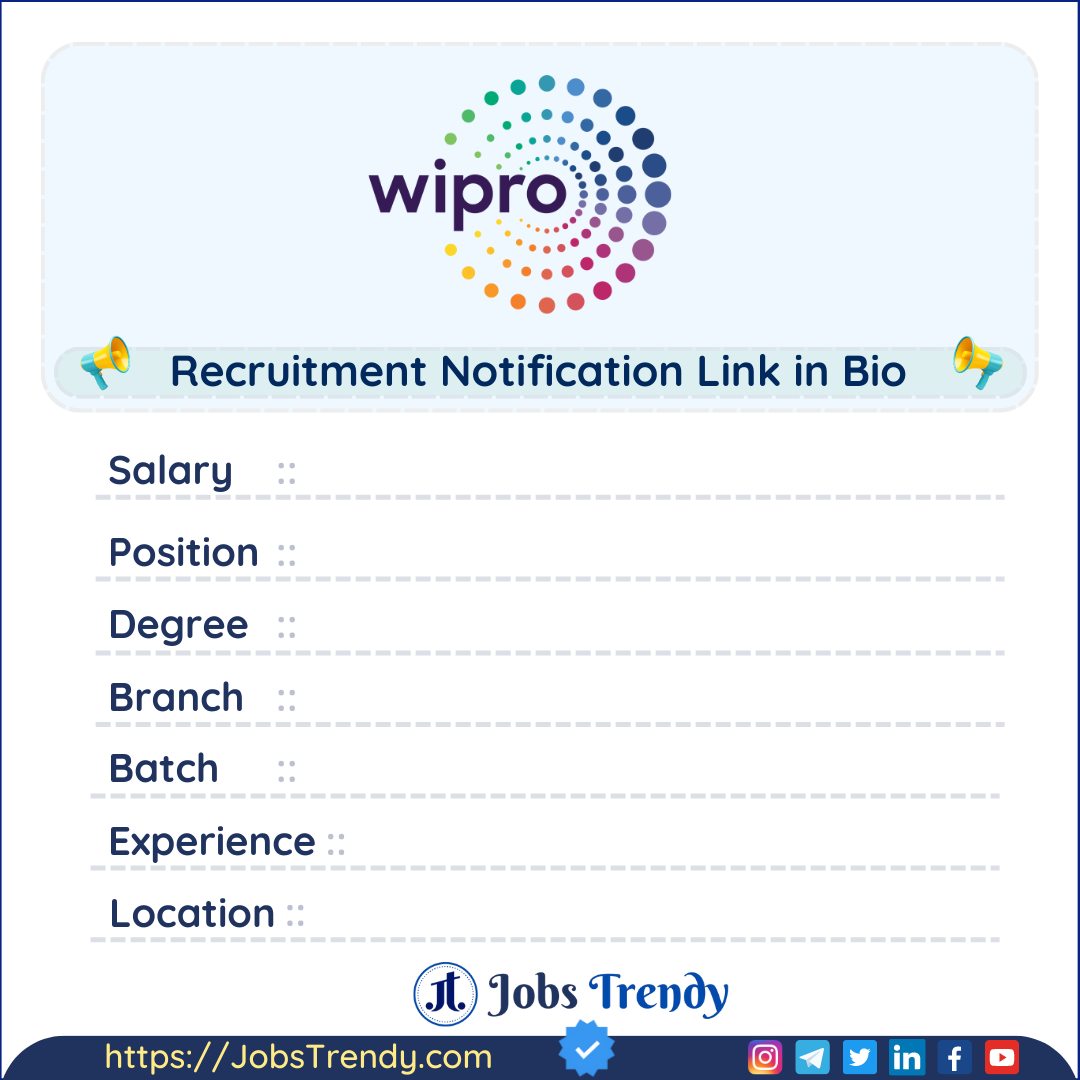 wipro
Recruitment Notification Link in Bio
Salary ::
Position ::
Degree ::
Branch ::
Batch ::
Experience ::
Location ::
Jobs Trendy
https://JobsTrendy.com